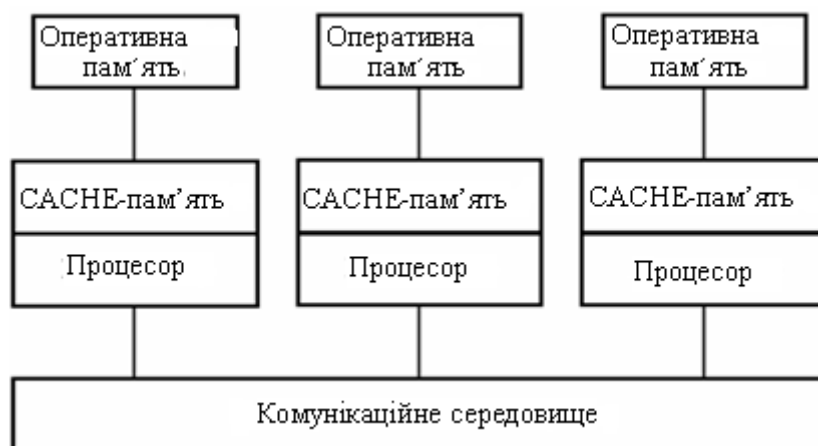 Оперативна
пам´ять
Оперативна
пам´ять
Оперативна
пам´ять
CACHE-пам’ять
CACHE-пам’ять
CACHE-пам’ять
Процесор
Процесор
Процесор
Комунікаційне середовище